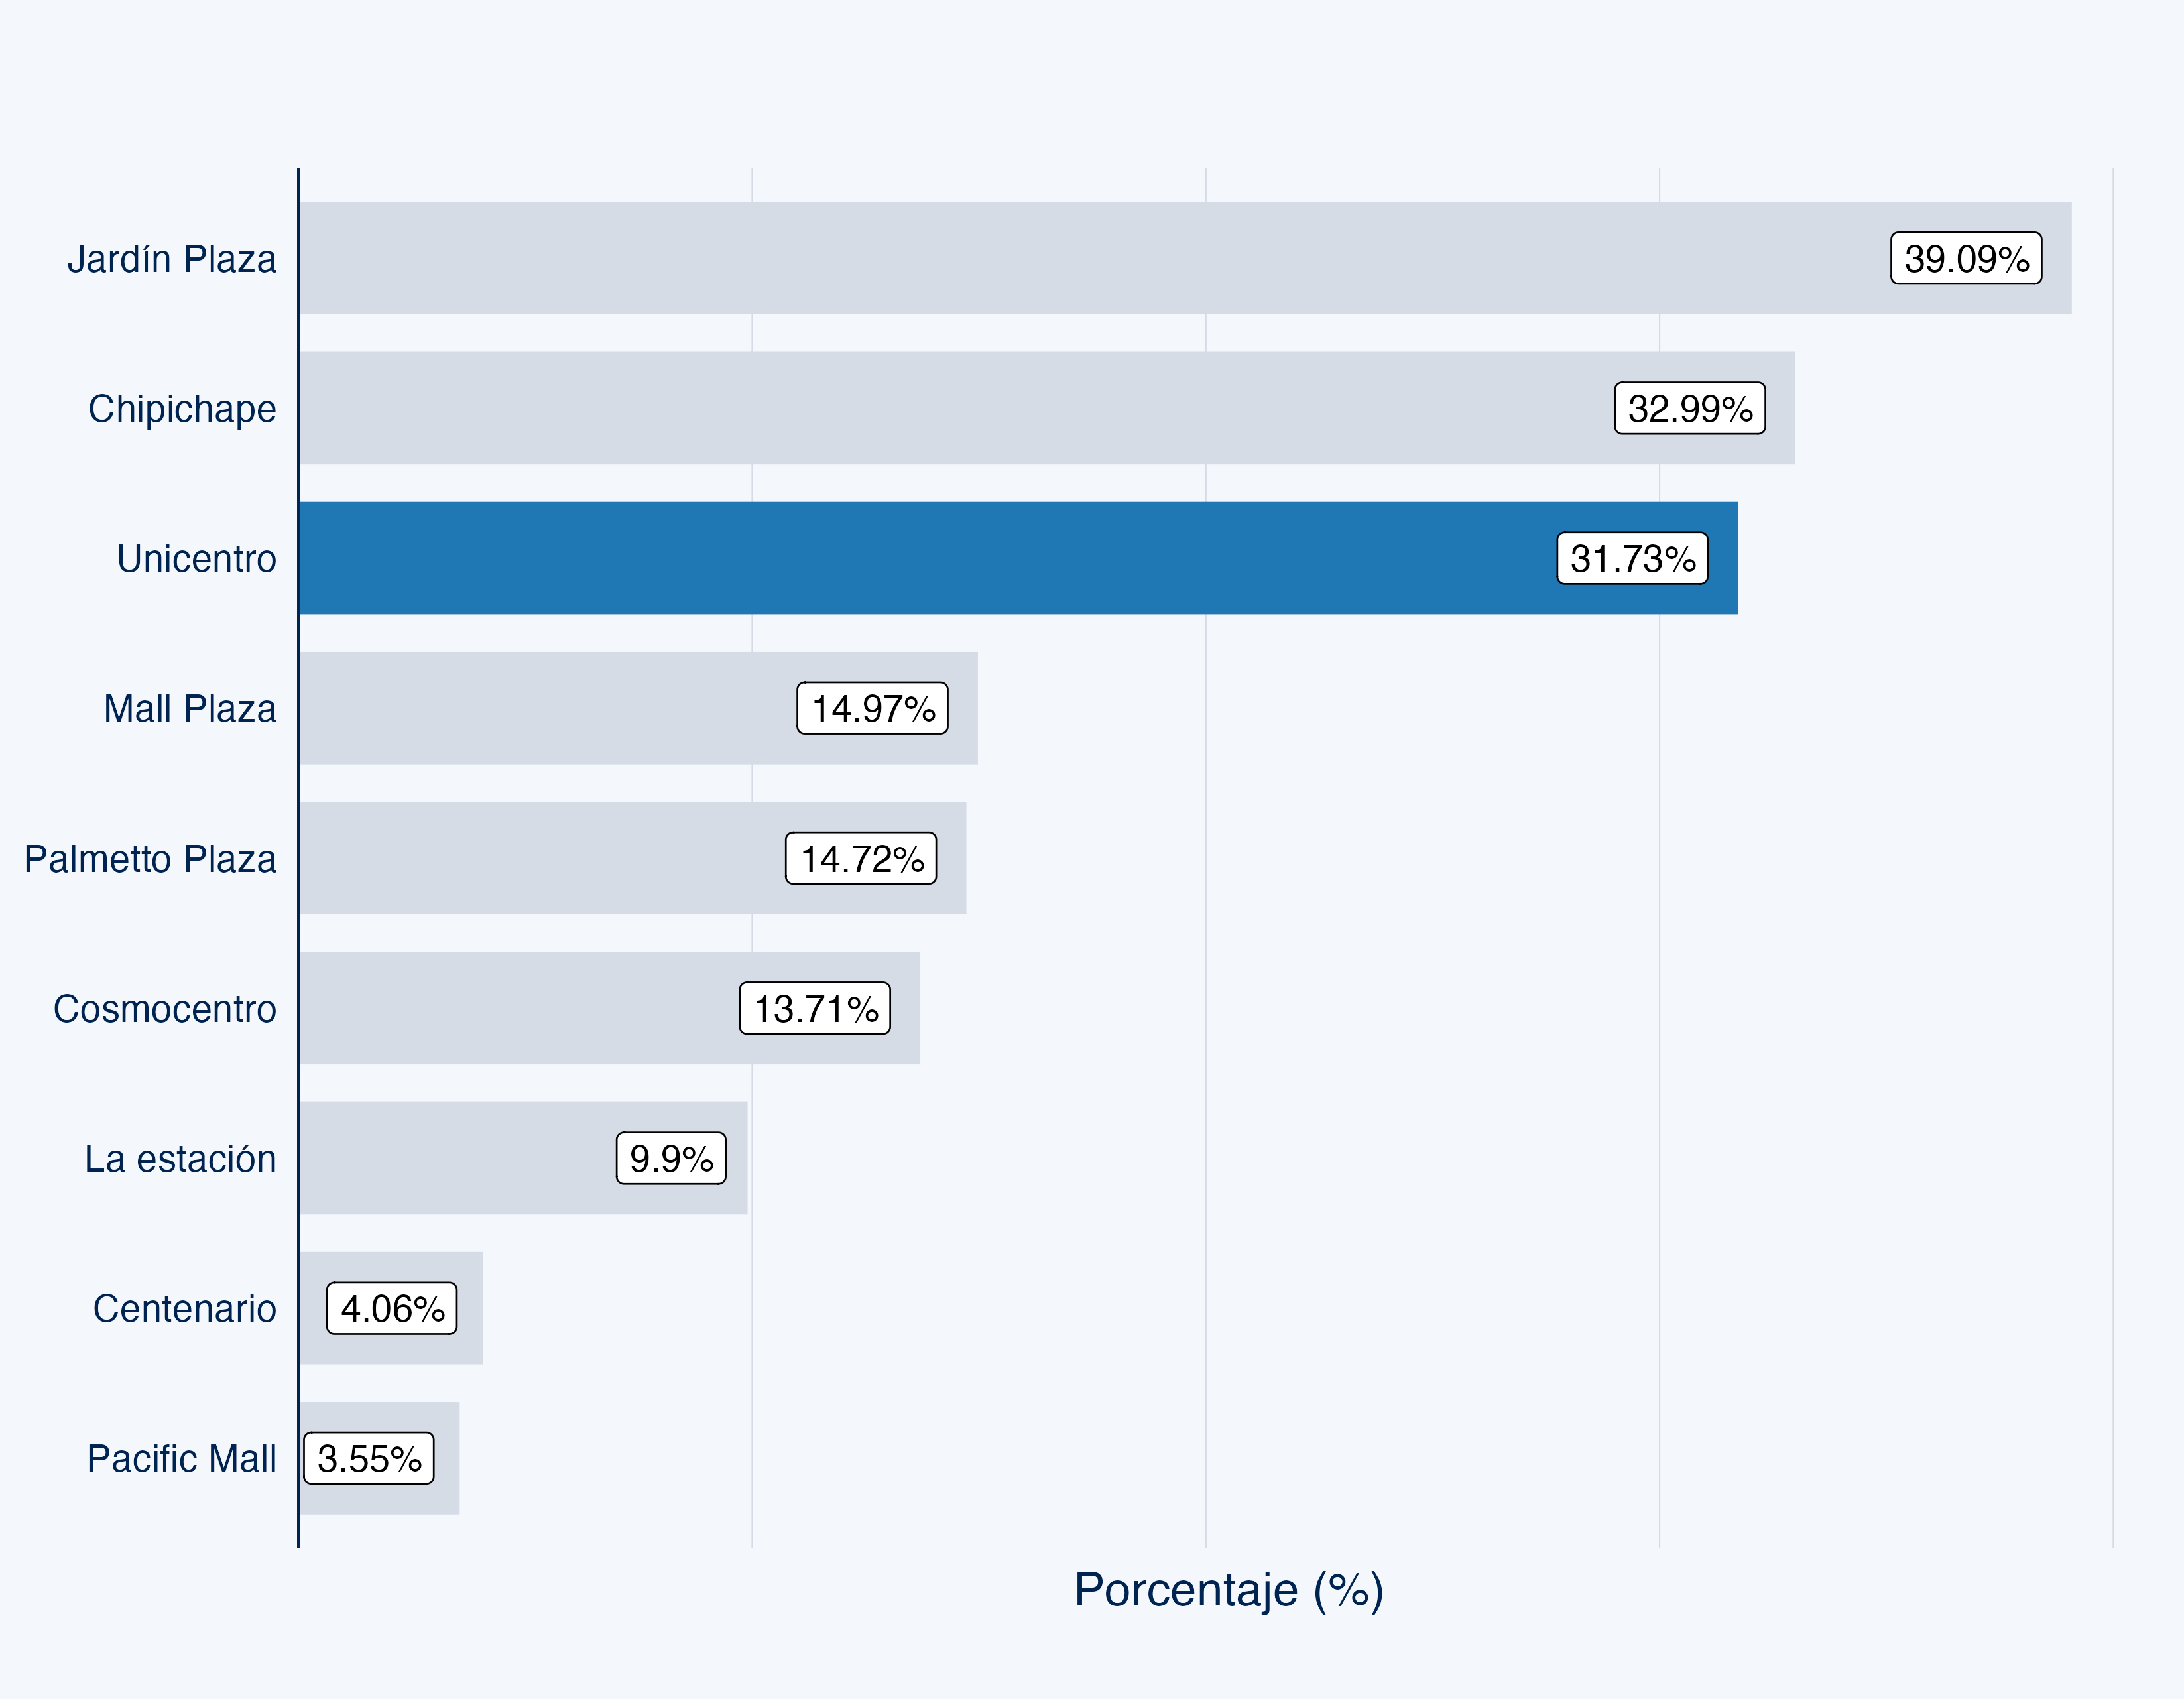 Jardín Plaza 39.09%
Chipichape 32.99%
Unicentro 31.73%
Mall Plaza 14.97%
Palmetto Plaza 14.72%
Cosmocentro 13.71%
La estación 9.9%
Centenario 4.06%
Pacific Mall 3.55%
Porcentaje (%)